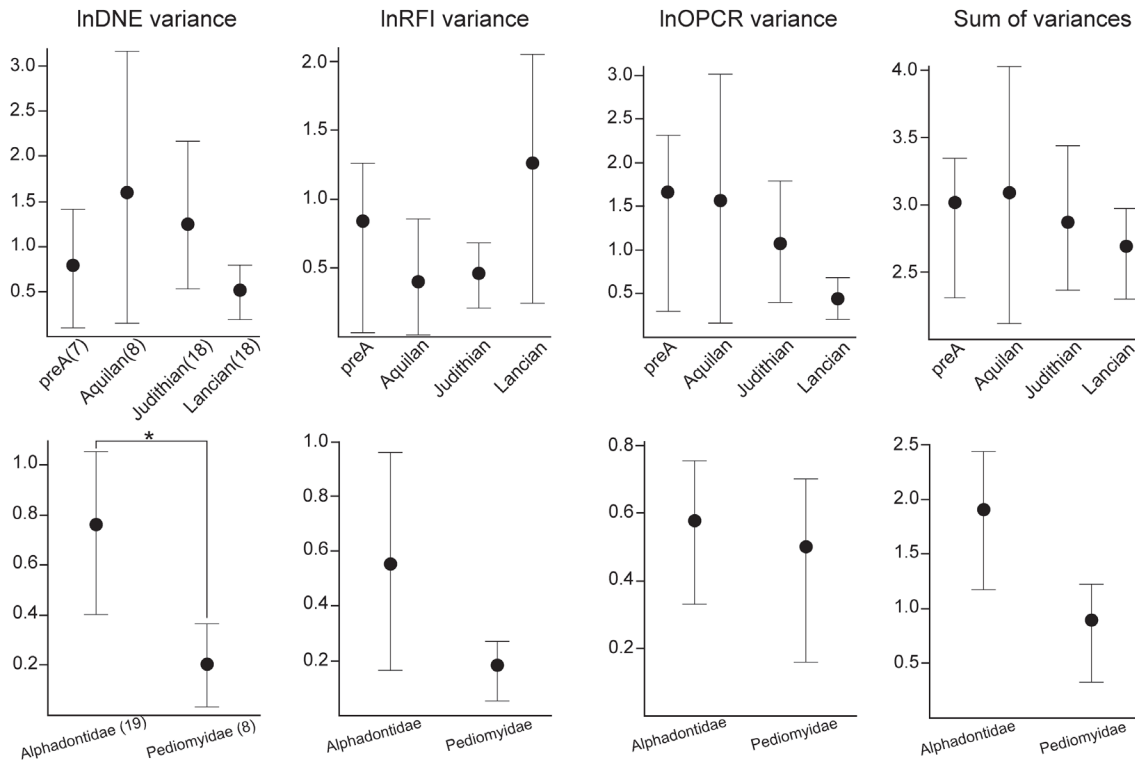 lnDNE variance
3.0
2.5
2.0
1.5
1.0
0.5
preA(7)
Aquilan(8)
Judithian(18)
Lancian(18)
lnRFI variance
2.0
1.5
1.0
0.5
preA
Aquilan
Judithian
Lancian
lnOPCR variance
3.0
2.5
2.0
1.5
1.0
0.5
preA
Aquilan
Judithian
Lancian
Sum of variances
4.0
3.5
3.0
2.5
preA
Aquilan
Judithian
Lancian
1.0
0.8
0.6
0.4
0.2
*
Alphadontidae (19)
Pediomyidae (8)
1.0
0.8
0.6
0.4
0.2
Alphadontidae
Pediomyidae
0.8
0.6
0.4
0.2
Alphadontidae
Pediomyidae
2.5
2.0
1.5
1.0
0.5
Alphadontidae
Pediomyidae